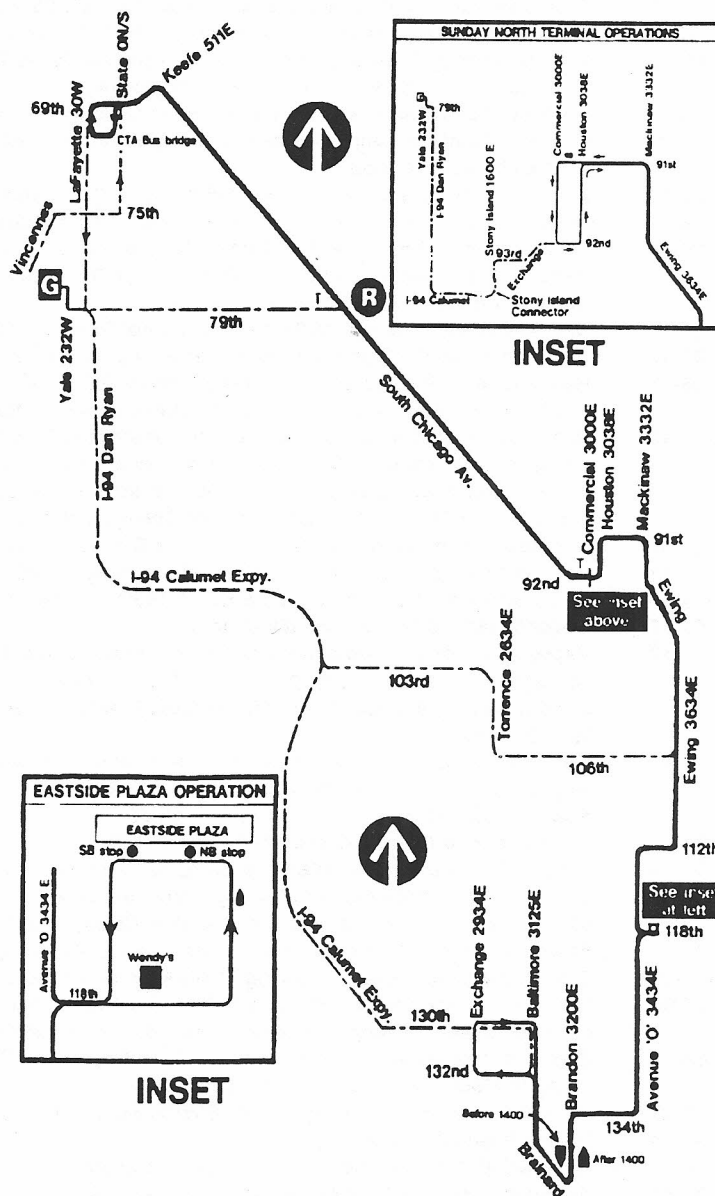 Keefe 511E
State 0N/S
LaFayette 30W
69th
CTA Bus bridge
Vincennes
75th
G
Yale 232W
79th
T
R
I-94 Dan Ryan
I-94 Calumet Expy.
South Chicago Av.
SUNDAY NORTH TERMINAL OPERATIONS
G
79th
Yale 232W
I-94 Dan Ryan
Stony Island 1600 E
Commercial 3000E
Houston 3038E
Mackinaw 3332E
91st
93rd
Exchange
92nd
Ewing 3634E
I-94 Calumet
Stony Island
Connector
INSET
Commercial 3000E
Houston 3038E
Mackinaw 3332E
T
91st
92nd
See inset
above
Ewing
103rd
Torrence 2634E
Ewing 3634E
106th
112th
See inset
at left
118th
EASTSIDE PLAZA OPERATION
EASTSIDE PLAZA
SB stop
NB stop
Avenue 'O' 3434 E
Wendy's
118th
INSET
I-94 Calumet Expy.
Exchange 2934E
Baltimore 3125E
130th
132nd
Brandon 3200E
Avenue 'O' 3434E
134th
Before 1400
After 1400
Brainard